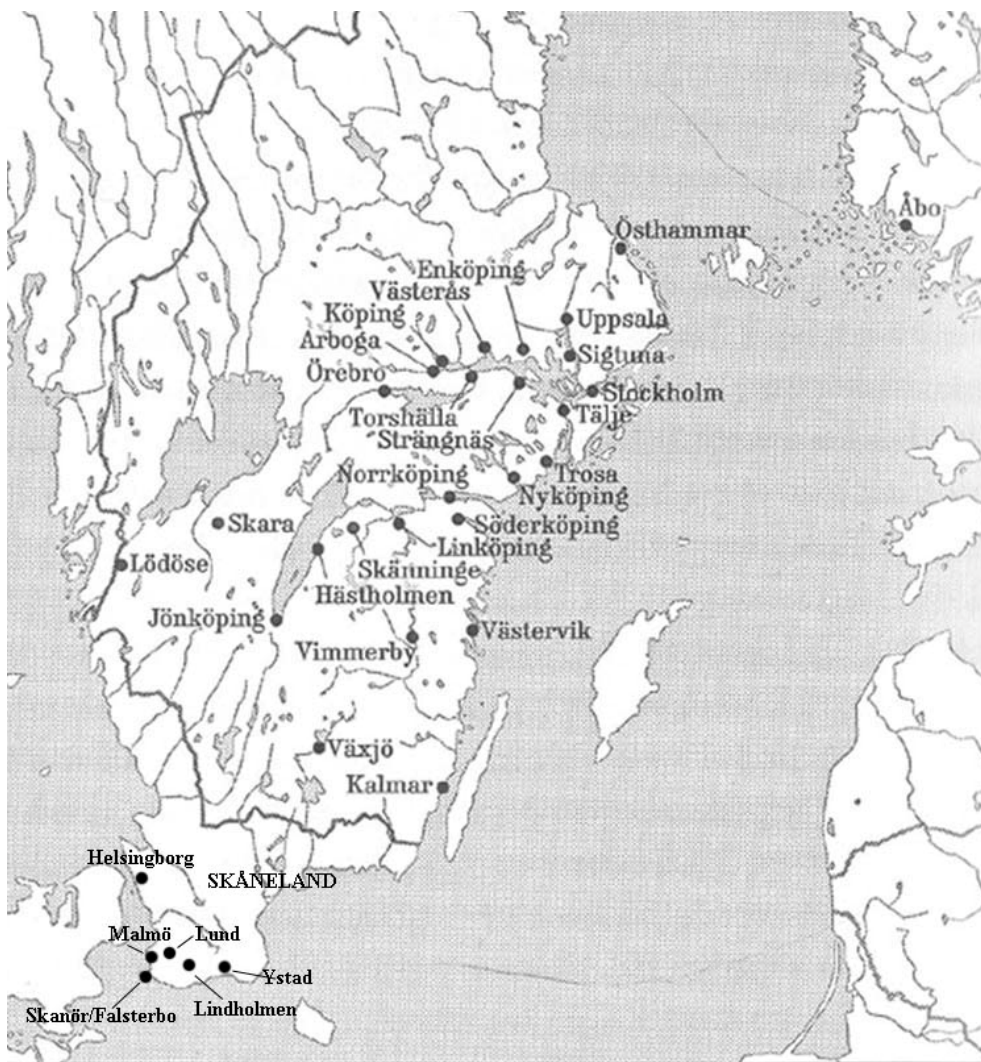 Åbo
Östhammar
Enköping
Västerås
Köping
Uppsala
Arboga
Sigtuna
Örebro
Stockholm
Torshälla
Tälje
Strängnäs
Norrköping
Trosa
Nyköping
Skara
Söderköping
Linköping
Lödöse
Skänninge
Hästholmen
Jönköping
Västervik
Vimmerby
Växjö
Kalmar
Helsingborg
SKÅNELAND
Malmö
Lund
Ystad
Lindholmen
Skanör/Falsterbo